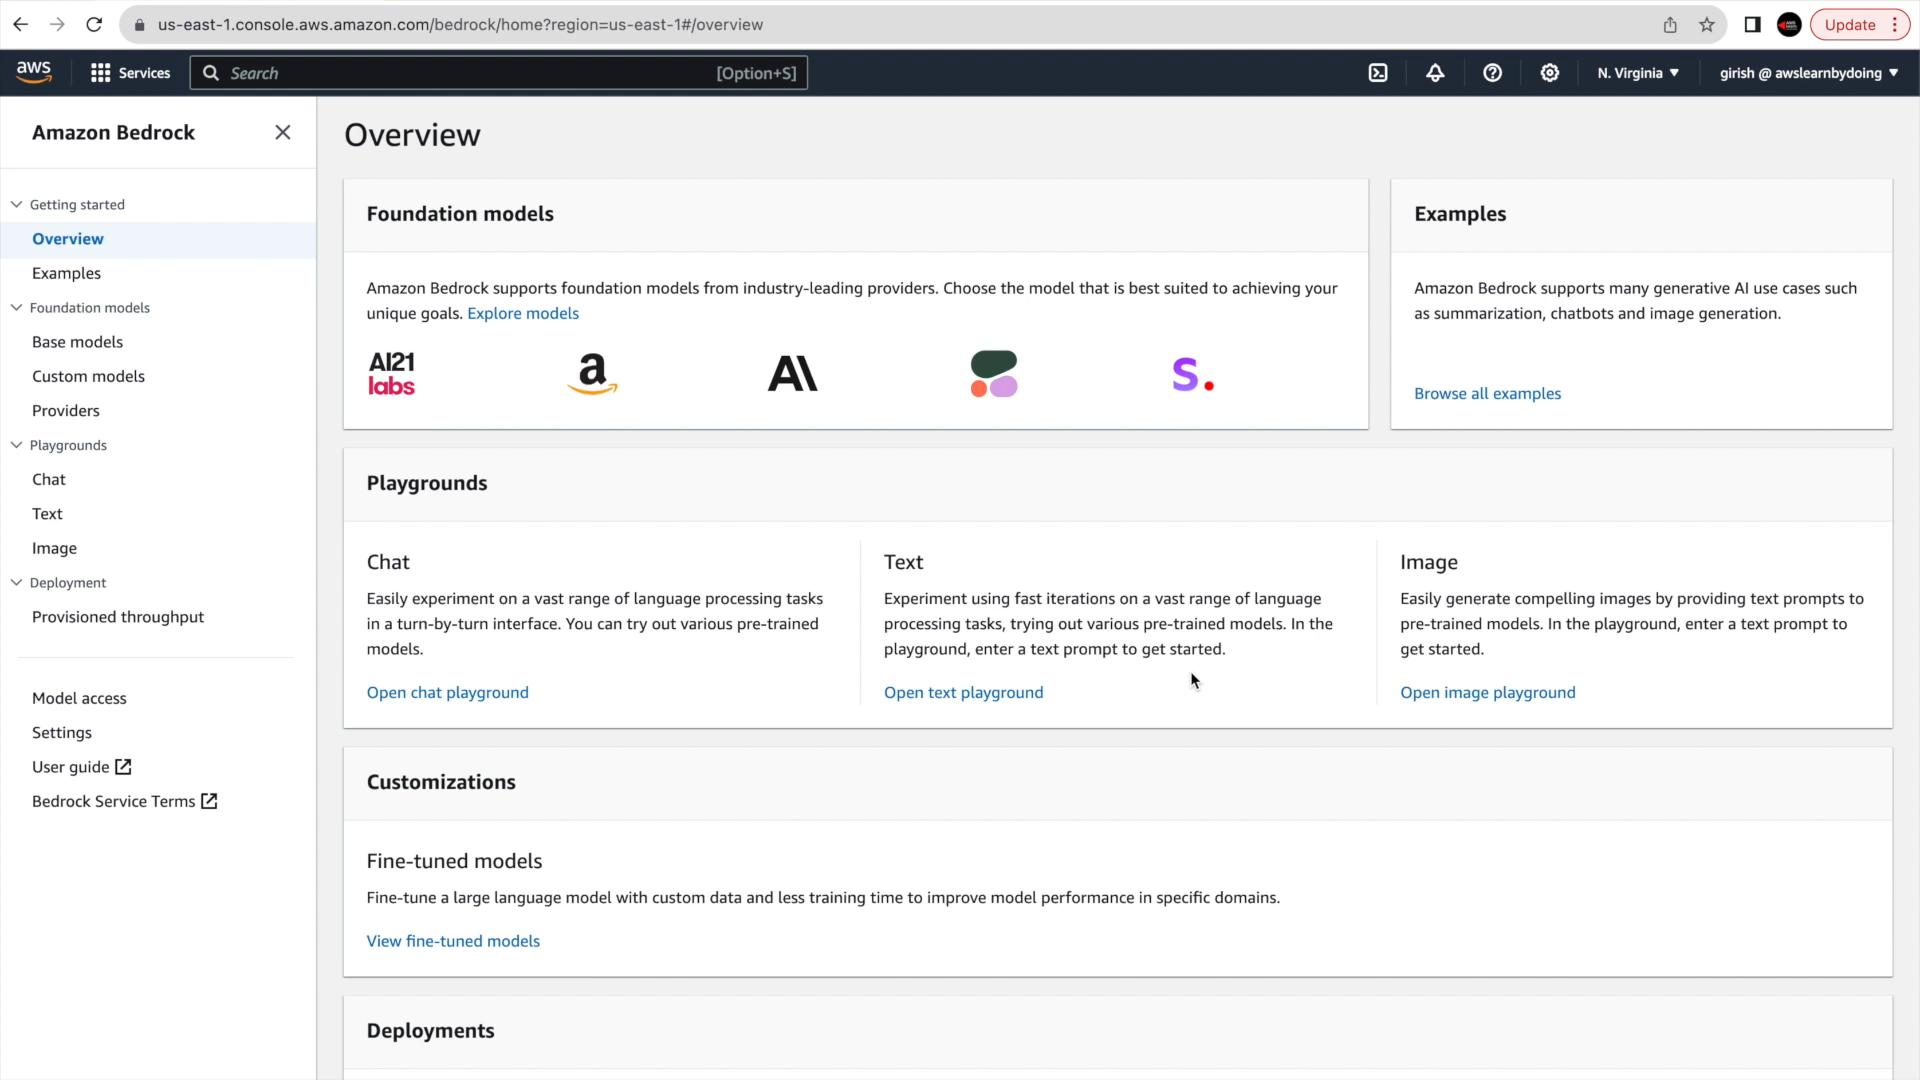 us-east-1.console.aws.amazon.com/bedrock/home?region=us-east-1#/overview
Update
aws
Services
Search
[Option+S]
N. Virginia
girish @ awslearnbydoing
Amazon Bedrock
Getting started
Overview
Examples
Foundation models
Base models
Custom models
Providers
Playgrounds
Chat
Text
Image
Deployment
Provisioned throughput
Model access
Settings
User guide
Bedrock Service Terms
Overview
Foundation models
Amazon Bedrock supports foundation models from industry-leading providers. Choose the model that is best suited to achieving your
unique goals. Explore models
AI21
labs
a
A\
S.
Examples
Amazon Bedrock supports many generative AI use cases such
as summarization, chatbots and image generation.
Browse all examples
Playgrounds
Chat
Easily experiment on a vast range of language processing tasks
in a turn-by-turn interface. You can try out various pre-trained
models.
Open chat playground
Text
Experiment using fast iterations on a vast range of language
processing tasks, trying out various pre-trained models. In the
playground, enter a text prompt to get started.
Open text playground
Image
Easily generate compelling images by providing text prompts to
pre-trained models. In the playground, enter a text prompt to
get started.
Open image playground
Customizations
Fine-tuned models
Fine-tune a large language model with custom data and less training time to improve model performance in specific domains.
View fine-tuned models
Deployments